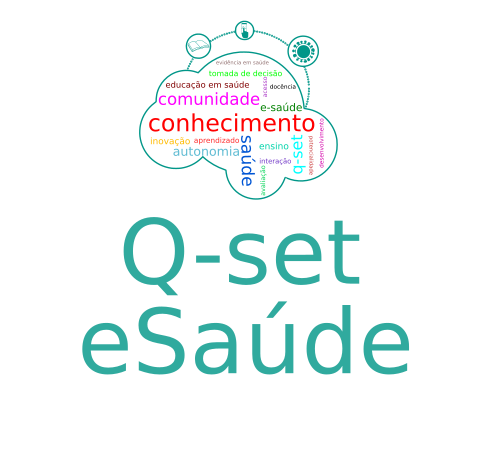 evidência em saúde
tomada de decisão
educação em saúde
acesso
docência
comunidade
e-saúde
conhecimento
inovação
aprendizado
saúde
ensino
q-set
potencialidade
desenvolvimento
autonomia
interação
avaliação
Q-set
eSaúde